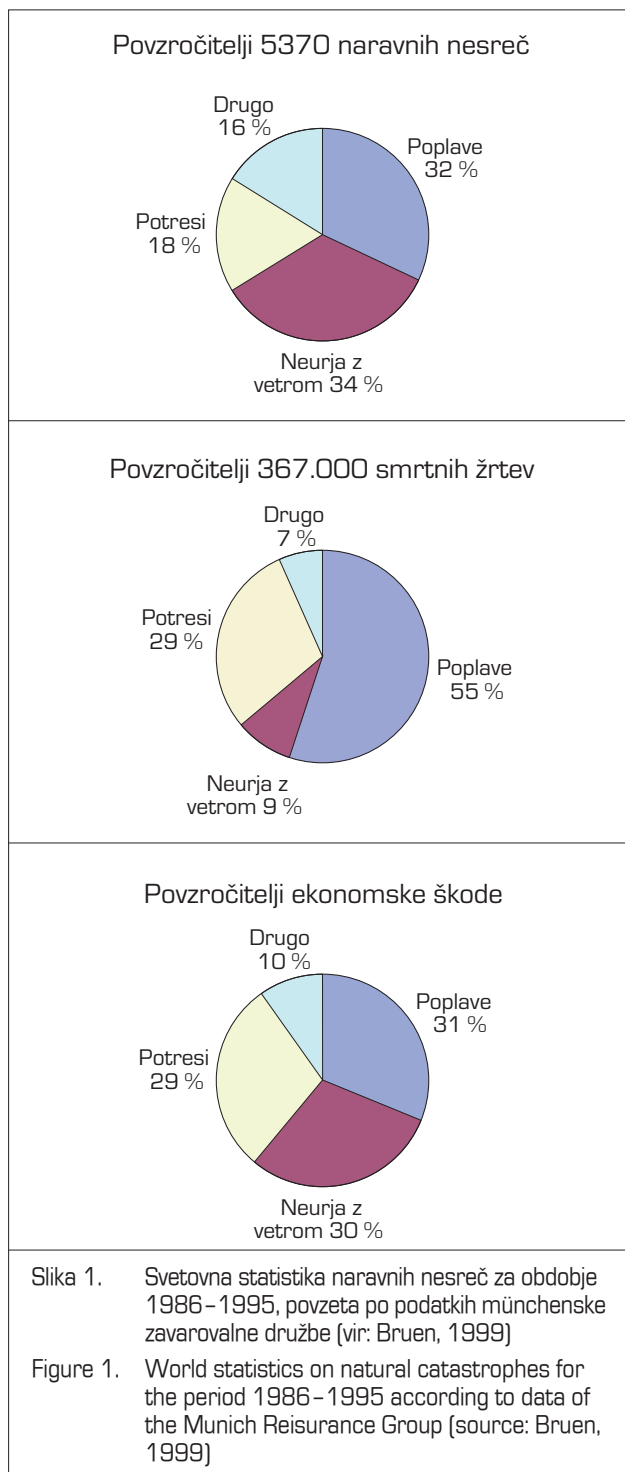 Povzročitelji 5370 naravnih nesreč
Drugo
16 %
Poplave
32 %
Potresi
18 %
Neurja z
vetrom 34 %
Povzročitelji 367.000 smrtnih žrtev
Drugo
7 %
Potresi
29 %
Poplave
55 %
Neurja z
vetrom 9 %
Povzročitelji ekonomske škode
Drugo
10 %
Poplave
31 %
Potresi
29 %
Neurja z
vetrom 30 %
Slika 1. Svetovna statistika naravnih nesreč za obdobje
1986–1995, povzeta po podatkih münchenske
zavarovalne družbe (vir: Bruen, 1999)
Figure 1. World statistics on natural catastrophes for
the period 1986–1995 according to data of
the Munich Reisurance Group (source: Bruen,
1999)